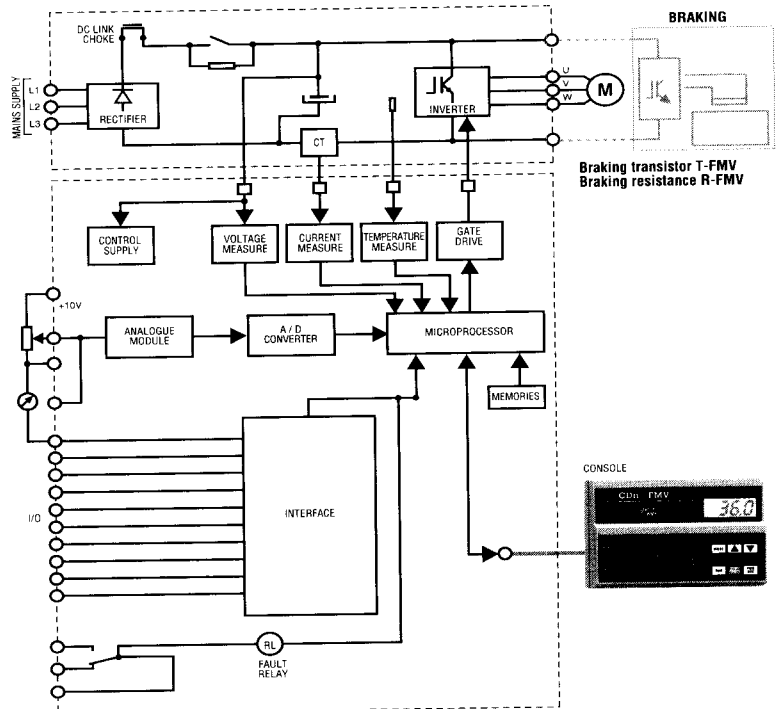 BRAKING
DC LINK
CHOKE
MAINS SUPPLY
L1
L2
L3
RECTIFIER
CT
INVERTER
U
V
W
M
Braking transistor T-FMV
Braking resistance R-FMV
CONTROL
SUPPLY
VOLTAGE
MEASURE
CURRENT
MEASURE
TEMPERATURE
MEASURE
GATE
DRIVE
+10V
ANALOGUE
MODULE
A / D
CONVERTER
MICROPROCESSOR
MEMORIES
I/O
INTERFACE
CONSOLE
CDn FMV
36.0
RL
FAULT
RELAY